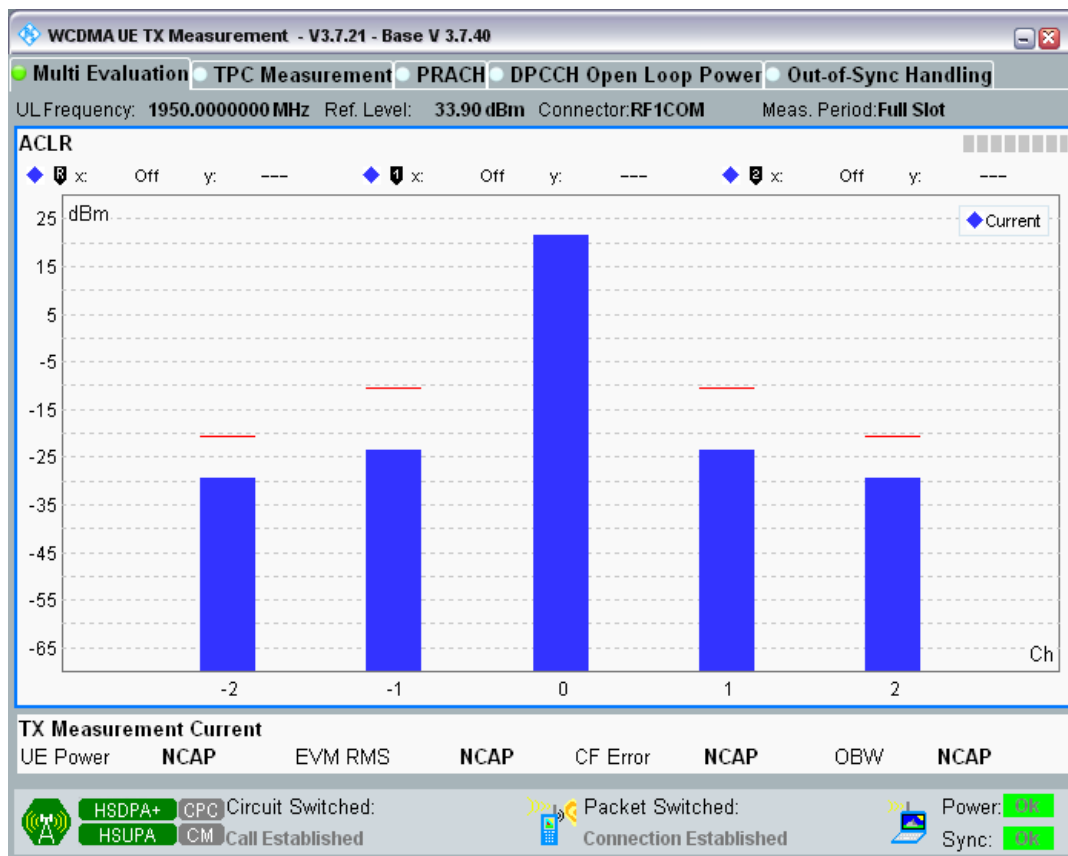 WCDMA UE TX Measurement - V3.7.21 - Base V 3.7.40
Multi Evaluation TPC Measurement PRACH DPCCH Open Loop Power Out-of-Sync Handling
UL Frequency: 1950.0000000 MHz Ref. Level: 33.90 dBm Connector:RF1COM Meas. Period:Full Slot
ACLR
R x: Off y: --- 1 x: Off y: --- 2 x: Off y: ---
dBm
Current
25
15
5
-5
-15
-25
-35
-45
-55
-65
Ch
-2 -1 0 1 2
TX Measurement Current
UE Power NCAP EVM RMS NCAP CF Error NCAP OBW NCAP
HSDPA+ CPC Circuit Switched: Packet Switched: Power: OK
HSUPA CM Call Established Connection Established Sync: OK